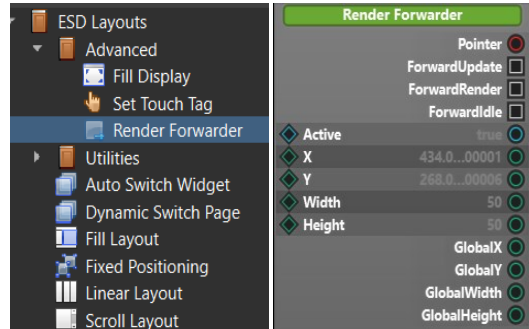 ESD Layouts
Advanced
Fill Display
Set Touch Tag
Render Forwarder
Utilities
Auto Switch Widget
Dynamic Switch Page
Fill Layout
Fixed Positioning
Linear Layout
Scroll Layout
Render Forwarder
Pointer
ForwardUpdate
ForwardRender
ForwardIdle
Active true
X 434.0...00001
Y 268.0...00006
Width 50
Height 50
GlobalX
GlobalY
GlobalWidth
GlobalHeight